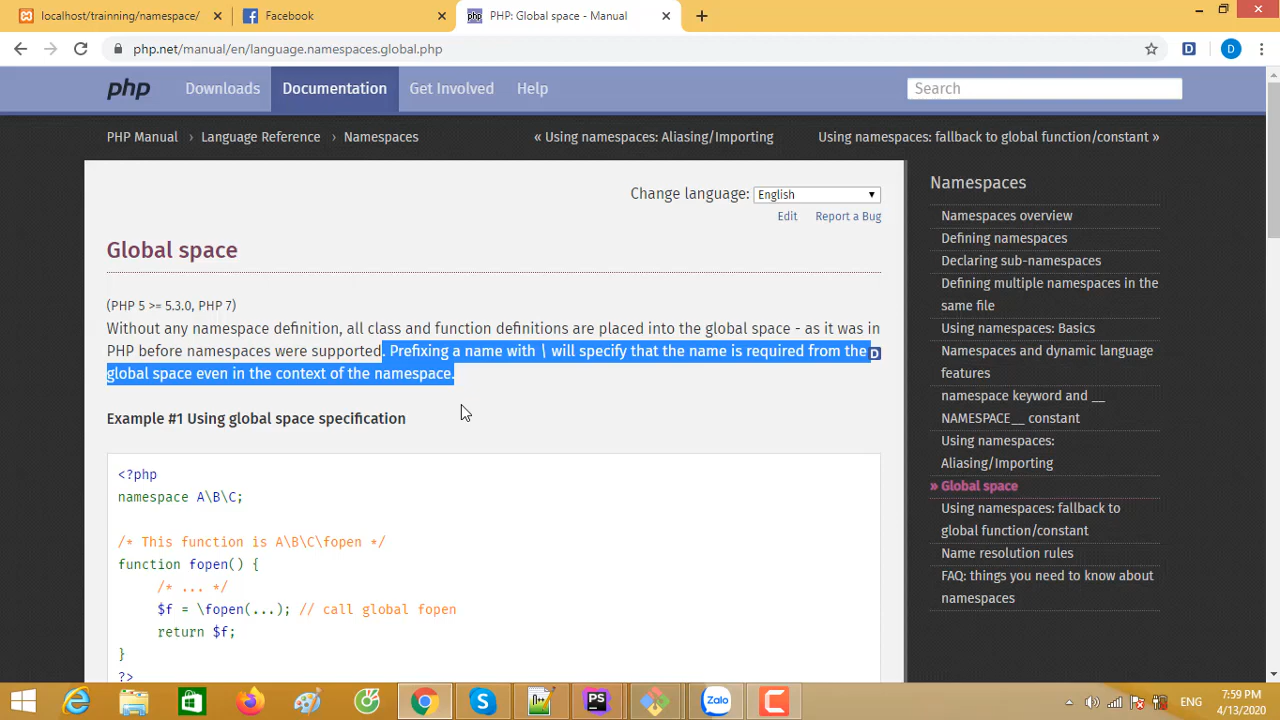 localhost/trainning/namespace/
Facebook
php
PHP: Global space - Manual
php.net/manual/en/language.namespaces.global.php
D
D
php
Downloads
Documentation
Get Involved
Help
Search
PHP Manual › Language Reference › Namespaces
« Using namespaces: Aliasing/Importing
Using namespaces: fallback to global function/constant »
Change language: English
Edit Report a Bug
Global space
(PHP 5 >= 5.3.0, PHP 7)
Without any namespace definition, all class and function definitions are placed into the global space - as it was in
PHP before namespaces were supported. Prefixing a name with \ will specify that the name is required from the
D
global space even in the context of the namespace.
Example #1 Using global space specification
<?php
namespace A\B\C;
/* This function is A\B\C\fopen */
function fopen() {
/* ... */
$f = \fopen(...); // call global fopen
return $f;
}
?>
Namespaces
Namespaces overview
Defining namespaces
Declaring sub-namespaces
Defining multiple namespaces in the
same file
Using namespaces: Basics
Namespaces and dynamic language
features
namespace keyword and __
NAMESPACE__ constant
Using namespaces:
Aliasing/Importing
» Global space
Using namespaces: fallback to
global function/constant
Name resolution rules
FAQ: things you need to know about
namespaces
PS
Zalo
ENG
7:59 PM
4/13/2020